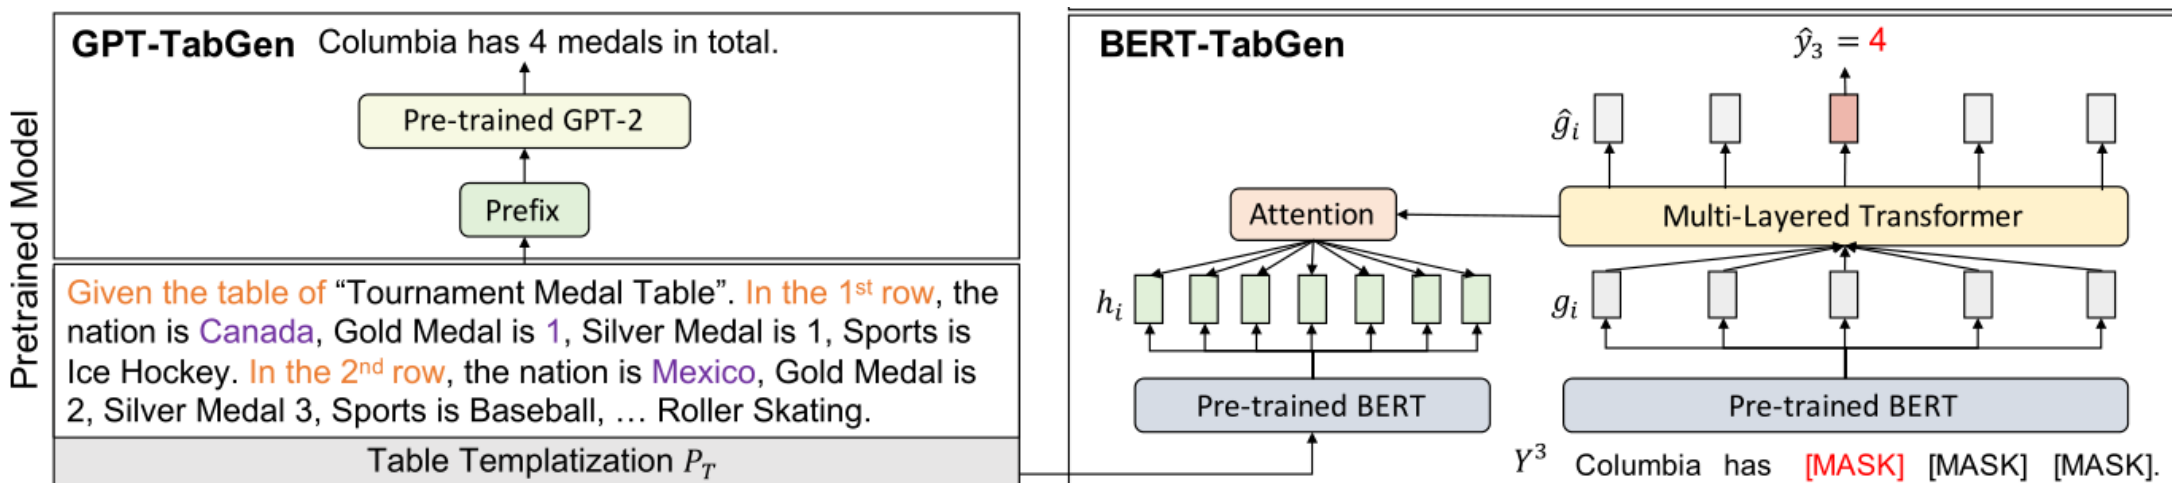 Pretrained Model
GPT-TabGen Columbia has 4 medals in total.
Pre-trained GPT-2
Prefix
Given the table of “Tournament Medal Table”. In the 1st row, the
nation is Canada, Gold Medal is 1, Silver Medal is 1, Sports is
Ice Hockey. In the 2nd row, the nation is Mexico, Gold Medal is
2, Silver Medal 3, Sports is Baseball, … Roller Skating.
Table Templatization P_T
BERT-TabGen
ŷ₃ = 4
ĝᵢ
Attention
Multi-Layered Transformer
hᵢ
gᵢ
Pre-trained BERT
Pre-trained BERT
Y³ Columbia has [MASK] [MASK] [MASK].